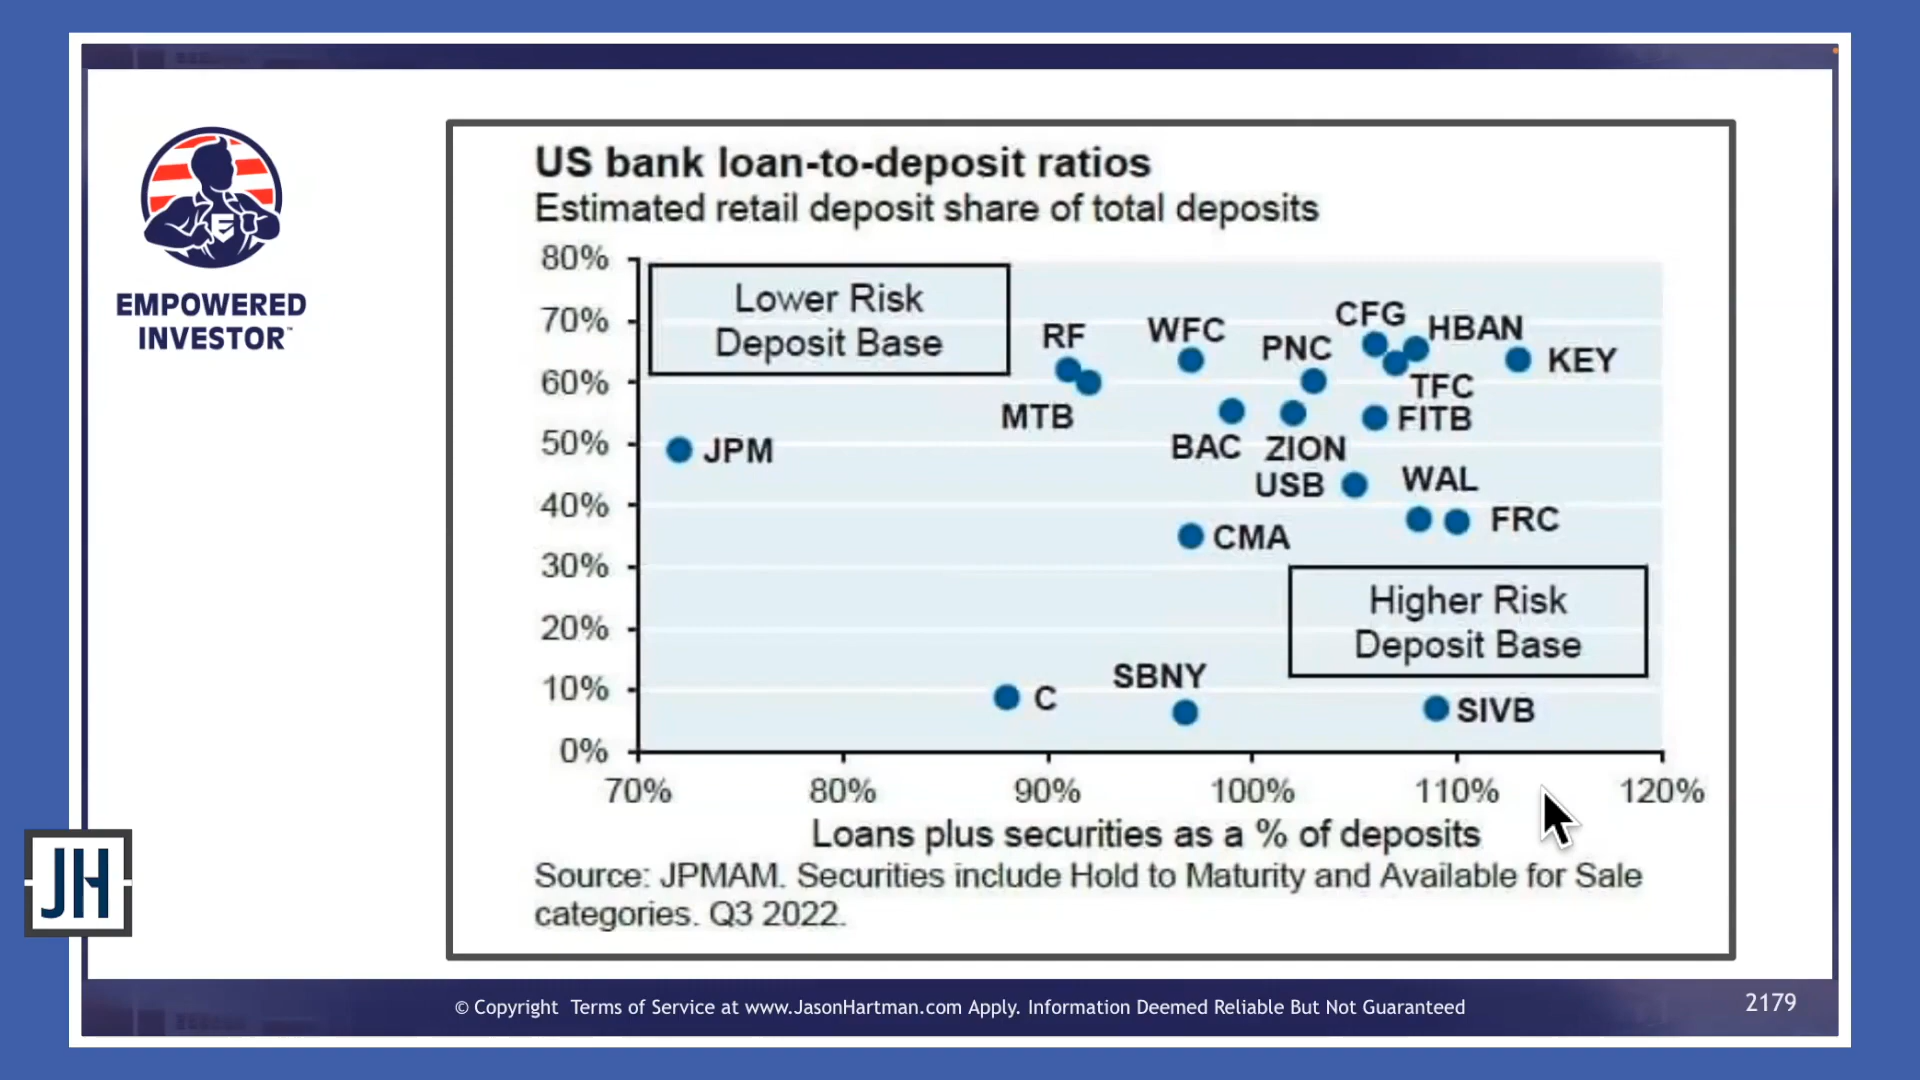 EMPOWERED
INVESTOR™
US bank loan-to-deposit ratios
Estimated retail deposit share of total deposits
80%
70%
60%
50%
40%
30%
20%
10%
0%
Lower Risk
Deposit Base
CFG
HBAN
RF
WFC
PNC
KEY
TFC
MTB
FITB
BAC
ZION
JPM
USB
WAL
FRC
CMA
Higher Risk
Deposit Base
SBNY
C
SIVB
70%
80%
90%
100%
110%
120%
Loans plus securities as a % of deposits
Source: JPMAM. Securities include Hold to Maturity and Available for Sale
categories. Q3 2022.
JH
© Copyright Terms of Service at www.JasonHartman.com Apply. Information Deemed Reliable But Not Guaranteed
2179